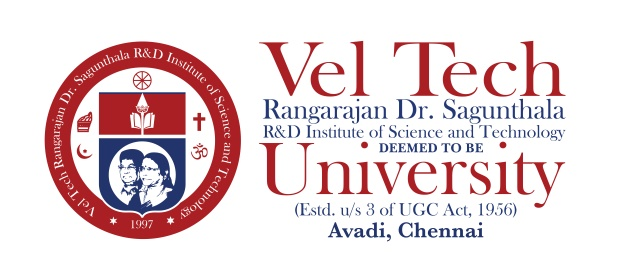 Vel Tech Rangarajan Dr. Sagunthala R&D Institute of Science and Technology
1997
Vel Tech
Rangarajan Dr. Sagunthala
R&D Institute of Science and Technology
DEEMED TO BE
University
(Estd. u/s 3 of UGC Act, 1956)
Avadi, Chennai
ॐ